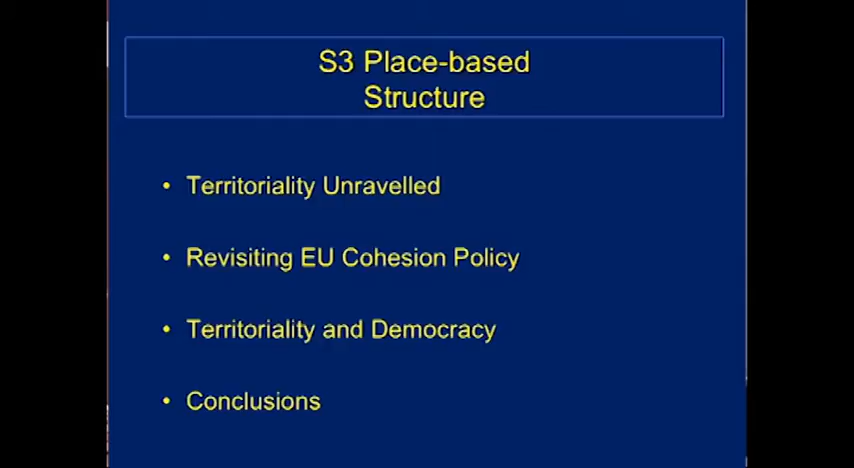 S3 Place-based
Structure
• Territoriality Unravelled
• Revisiting EU Cohesion Policy
• Territoriality and Democracy
• Conclusions